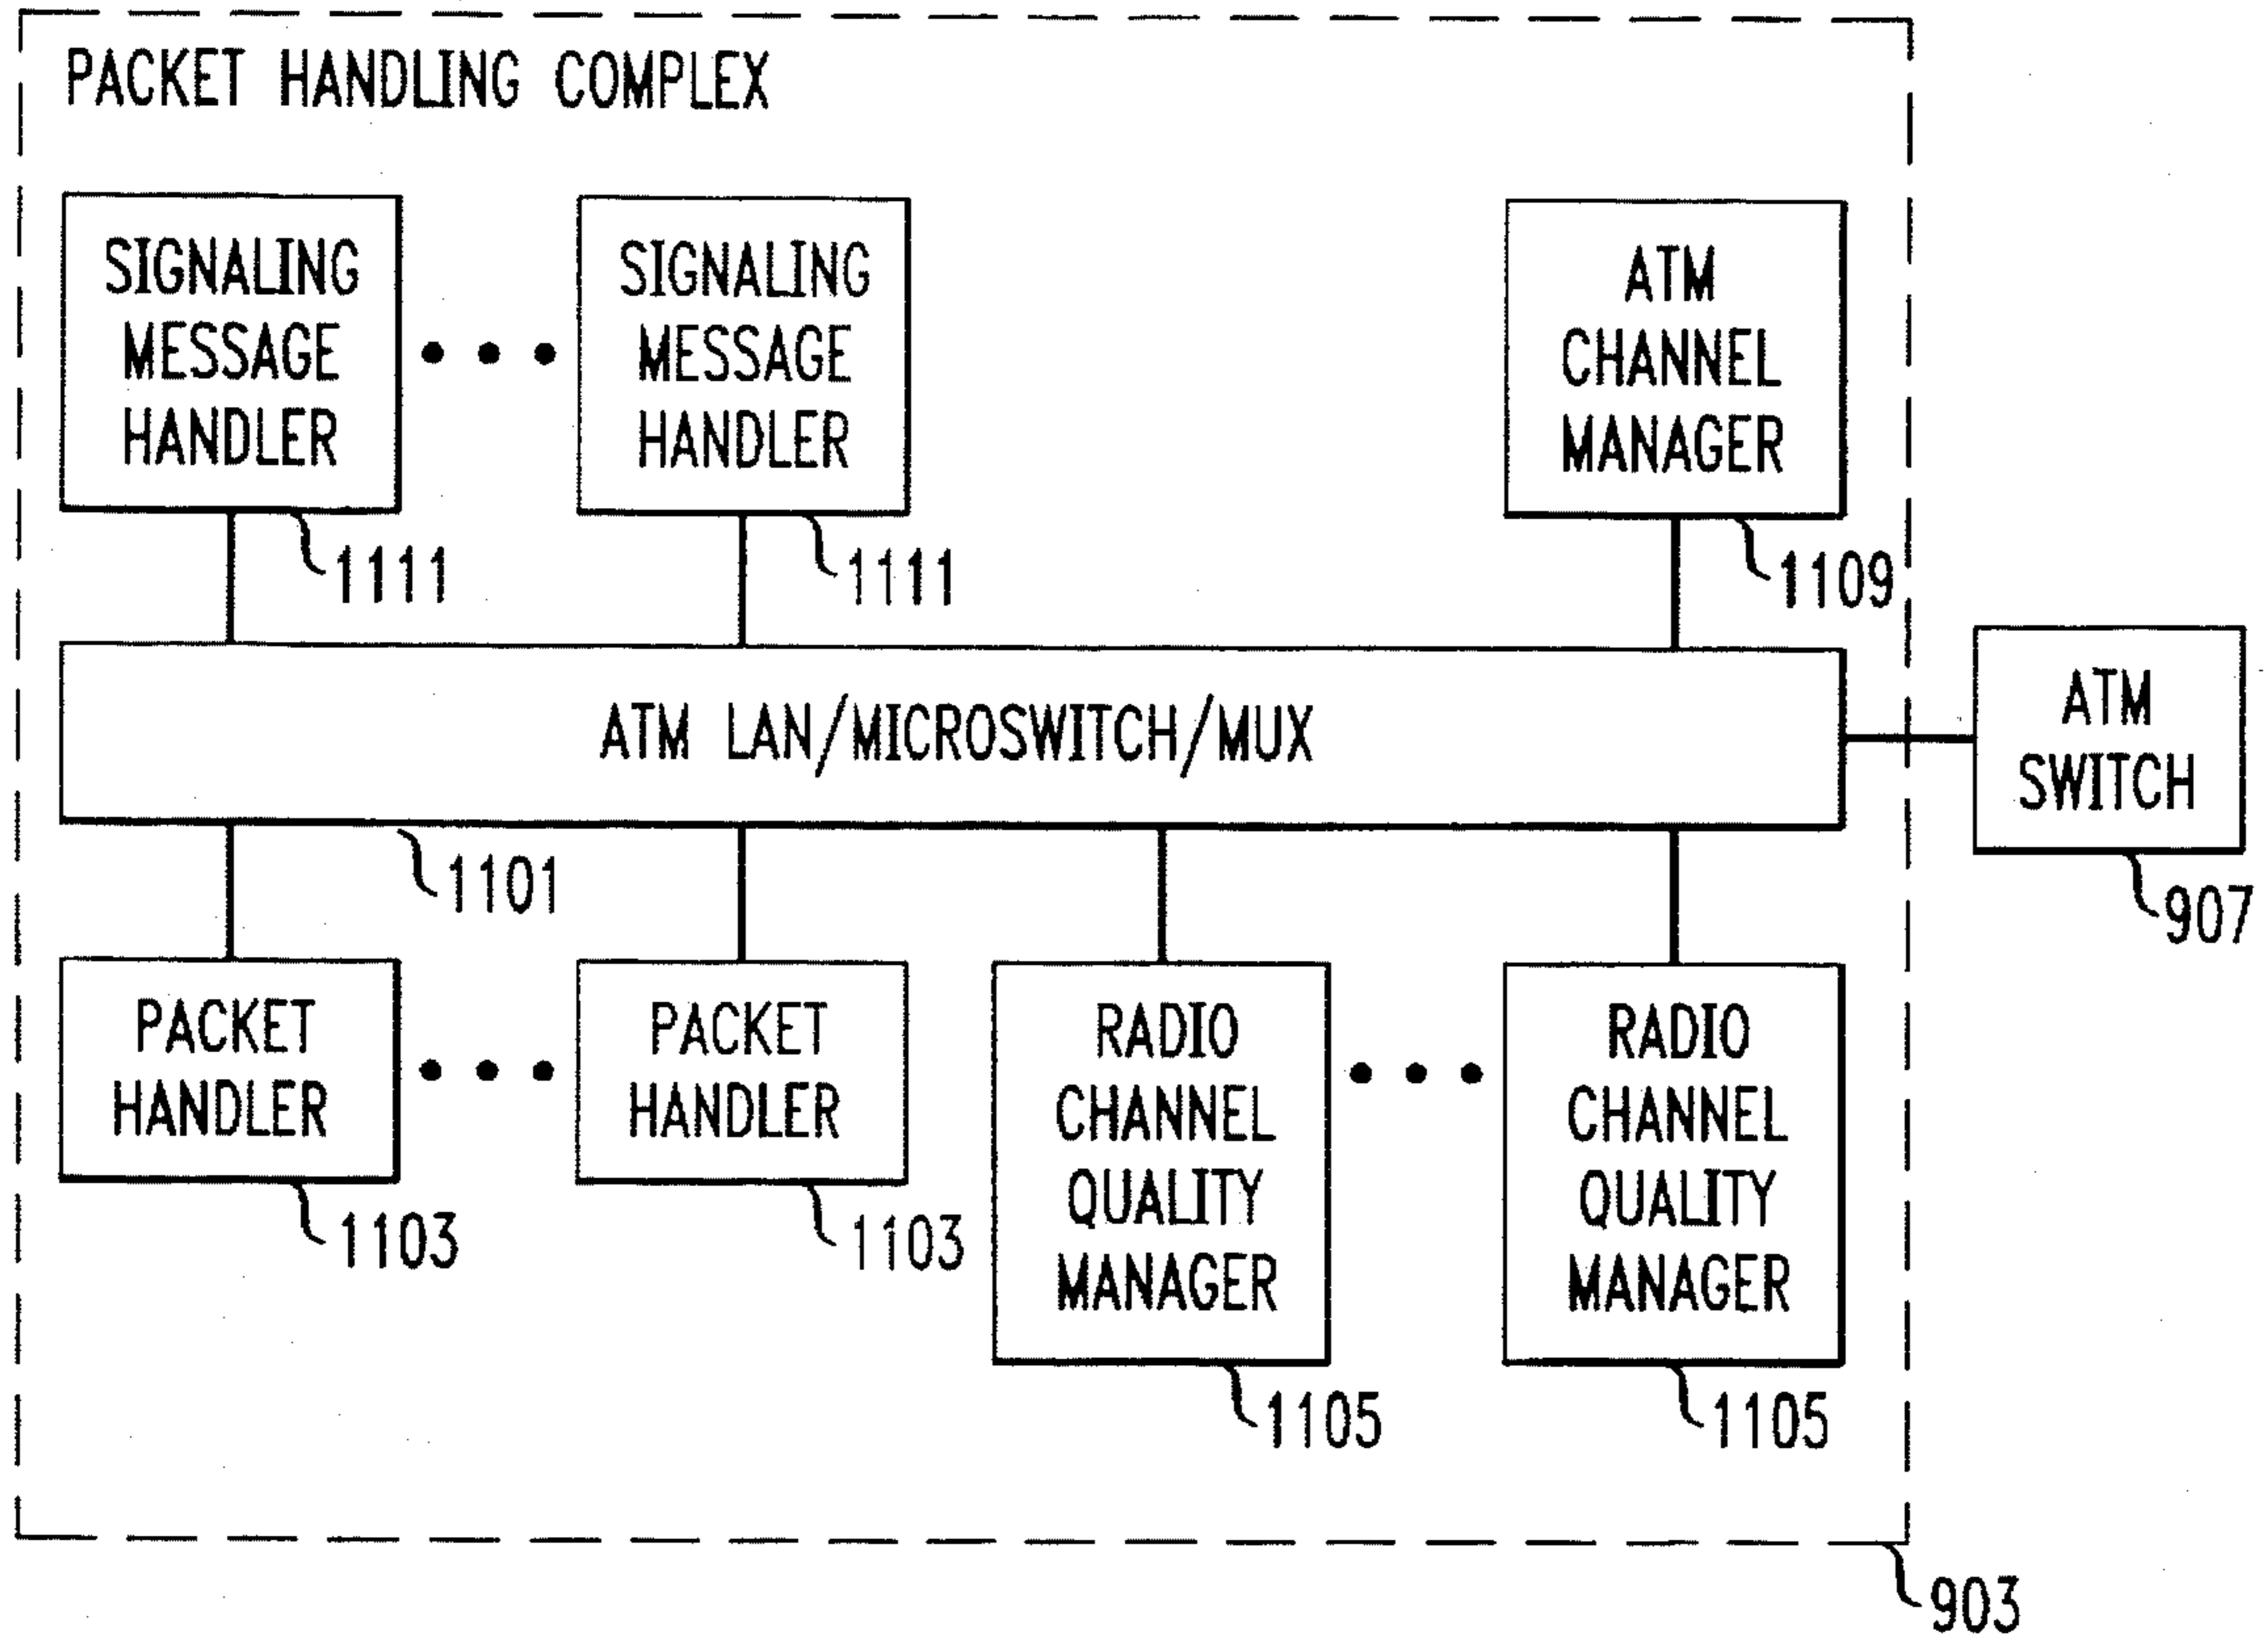 PACKET HANDLING COMPLEX
SIGNALING
MESSAGE
HANDLER
1111
SIGNALING
MESSAGE
HANDLER
1111
ATM
CHANNEL
MANAGER
1109
ATM LAN/MICROSWITCH/MUX
1101
ATM
SWITCH
907
PACKET
HANDLER
1103
PACKET
HANDLER
1103
RADIO
CHANNEL
QUALITY
MANAGER
1105
RADIO
CHANNEL
QUALITY
MANAGER
1105
903